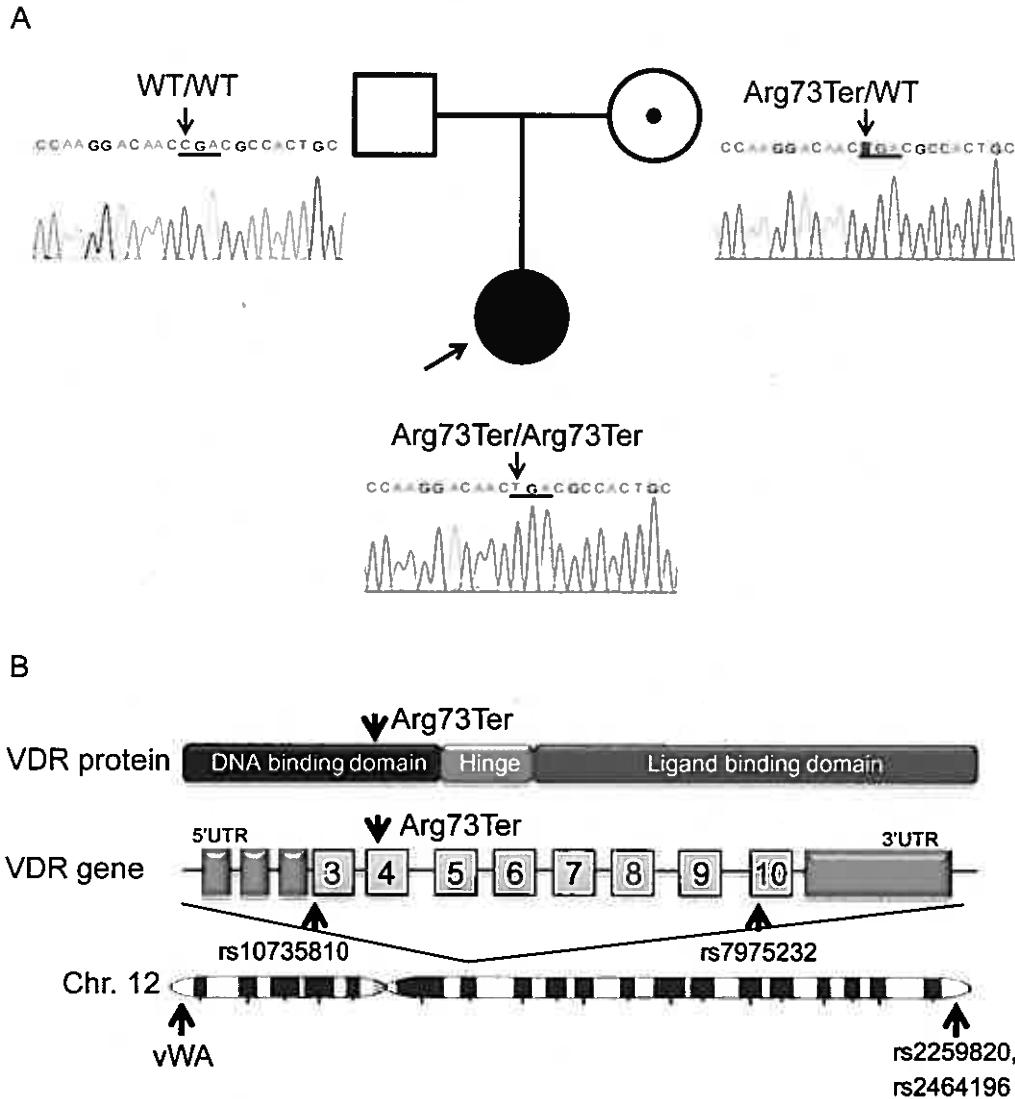 A
WT/WT
CCAAGGACAACCGACGCCACTGC
Arg73Ter/WT
CCAAGGACAAC GACGCCACTGC
Arg73Ter/Arg73Ter
CCAAGGACAACTGACGCCACTGC
B
Arg73Ter
VDR protein
DNA binding domain
Hinge
Ligand binding domain
Arg73Ter
5'UTR
3'UTR
VDR gene
3 4 5 6 7 8 9 10
rs10735810
rs7975232
Chr. 12
vWA
rs2259820,
rs2464196